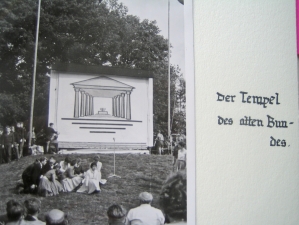 Der Tempel
des alten Bun-
des.